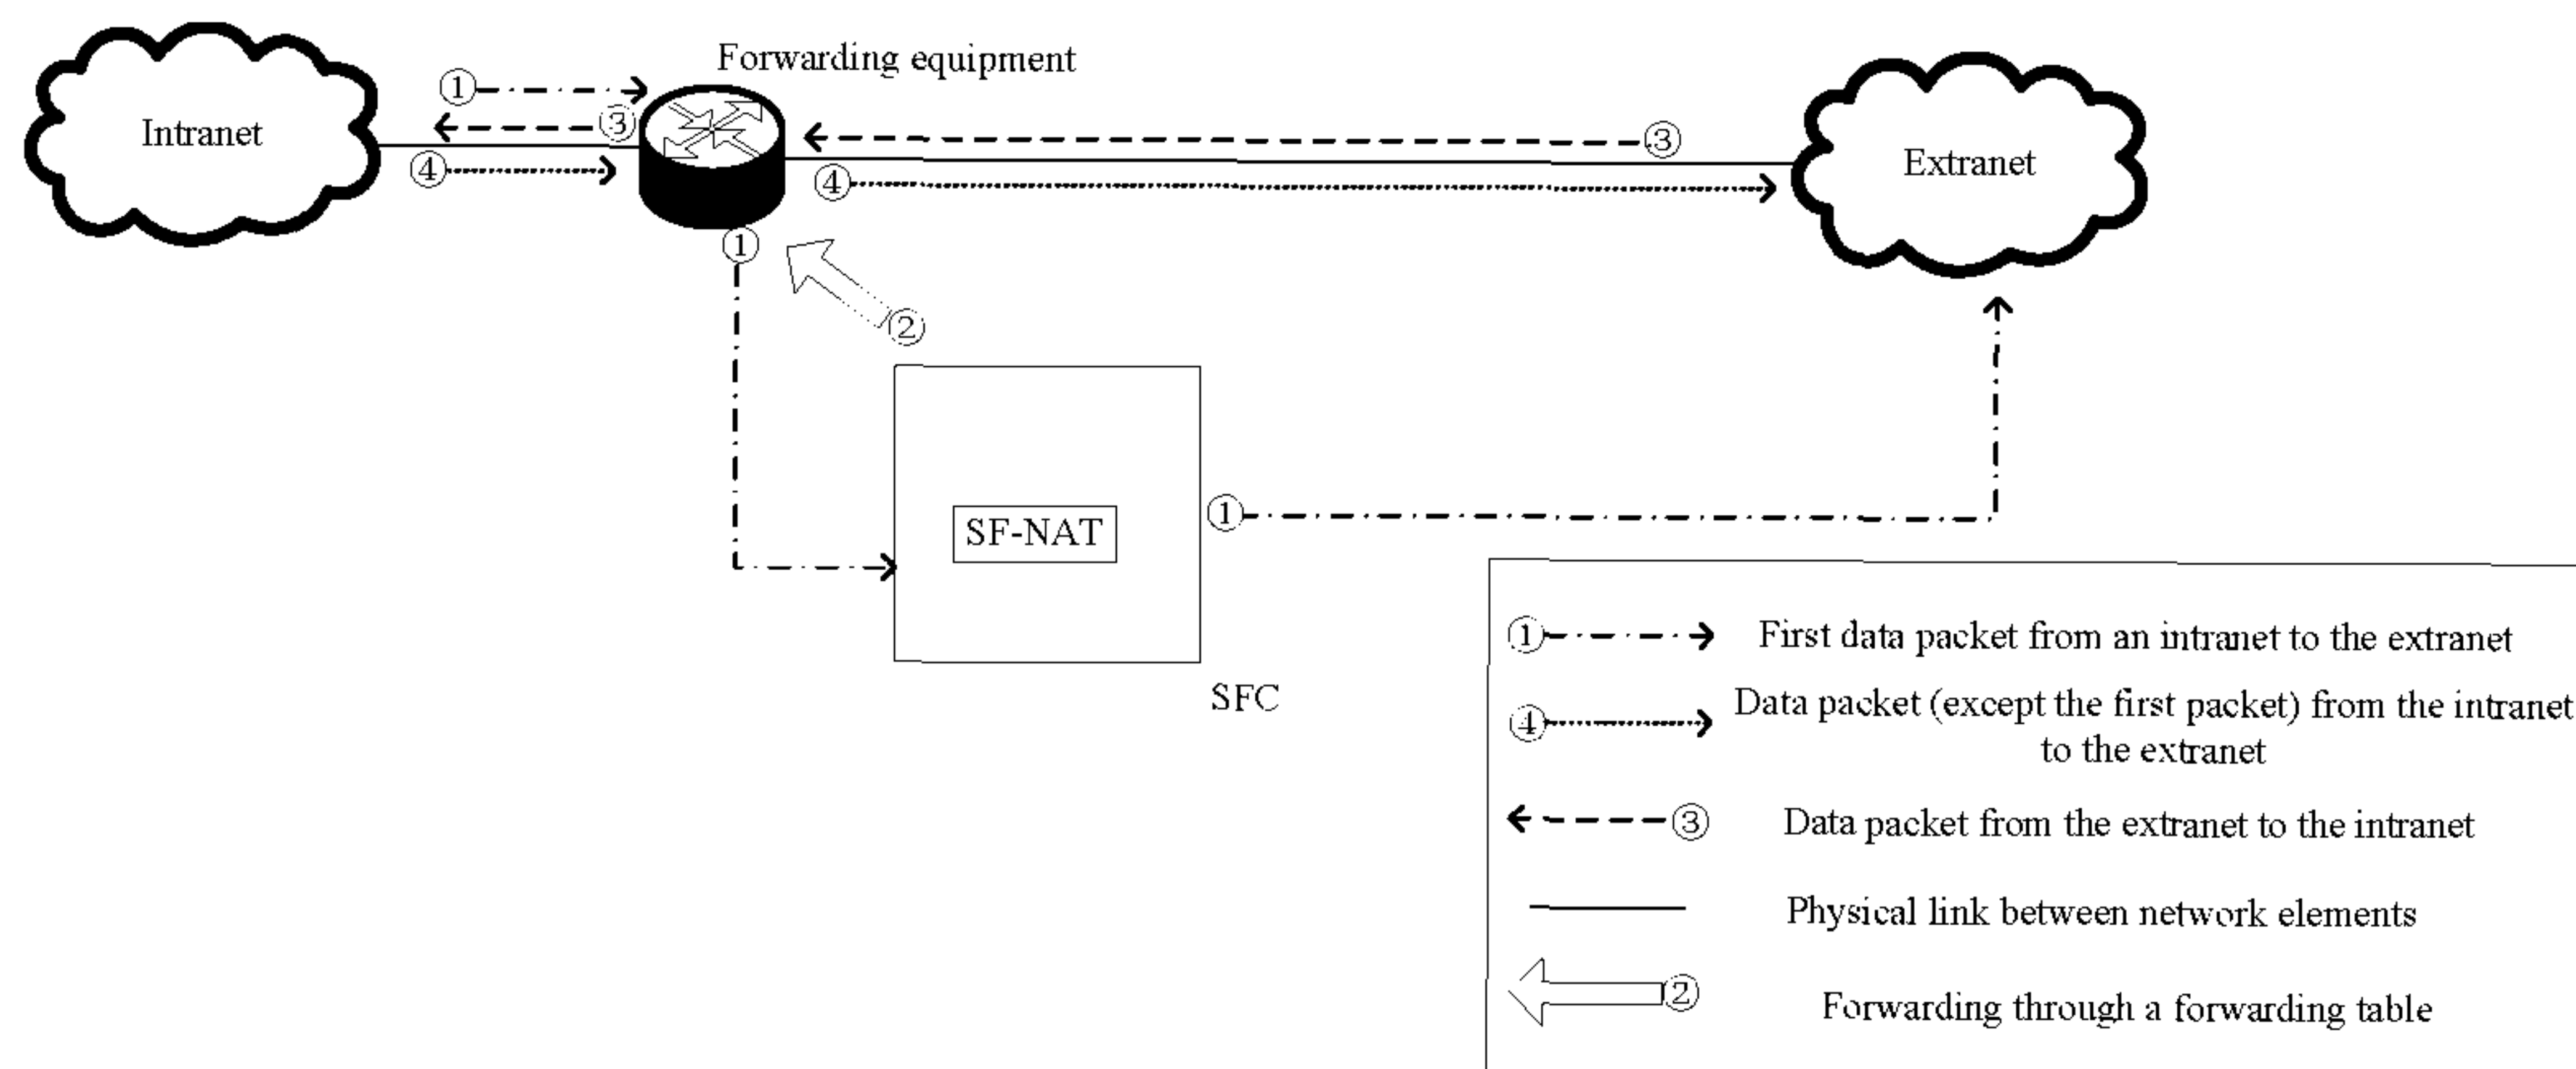 Forwarding equipment
①
③
③
Intranet
④
④
Extranet
①
②
①
SF-NAT
SFC
① First data packet from an intranet to the extranet
④ Data packet (except the first packet) from the intranet
to the extranet
③ Data packet from the extranet to the intranet
Physical link between network elements
② Forwarding through a forwarding table